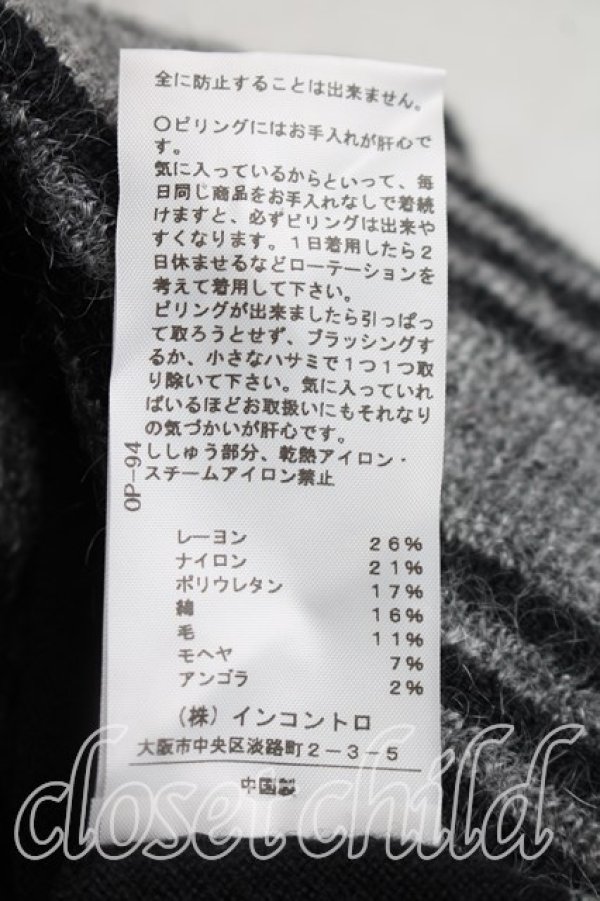 全に防止することは出来ません。
〇ピリングにはお手入れが肝心で
す。
気に入っているからといって、毎
日同じ商品をお手入れなしで着続
けますと、必ずピリングは出来や
すくなります。1日着用したら2
日休ませるなどローテーションを
考えて着用して下さい。
ピリングが出来ましたら引っぱっ
て取ろうとせず、ブラッシングす
るか、小さなハサミで1つ1つ取
り除いて下さい。気に入っていれ
ばいるほどお取扱いにもそれなり
の気づかいが肝心です。
ししゅう部分、乾熱アイロン・
スチームアイロン禁止
OP-94
レーヨン 26%
ナイロン 21%
ポリウレタン 17%
綿 16%
毛 11%
モヘヤ 7%
アンゴラ 2%
(株)インコントロ
大阪市中央区淡路町2-3-5
中国製
closet child